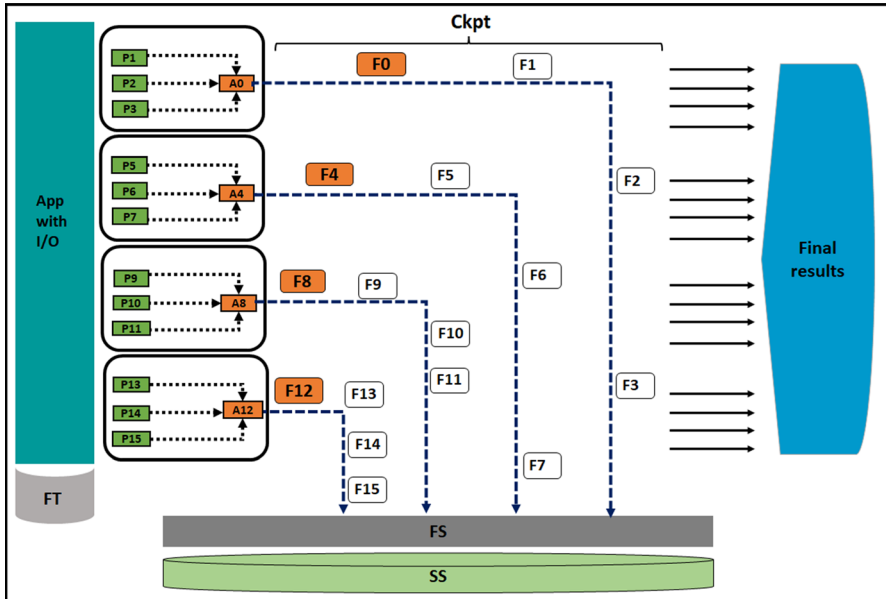 Ckpt
P1
P2
P3
A0
F0
F1
P5
P6
P7
A4
F4
F5
F2
App
with
I/O
Final
results
P9
P10
P11
A8
F8
F9
F6
F10
F11
F3
P13
P14
P15
A12
F12
F13
F14
F15
F7
FT
FS
SS